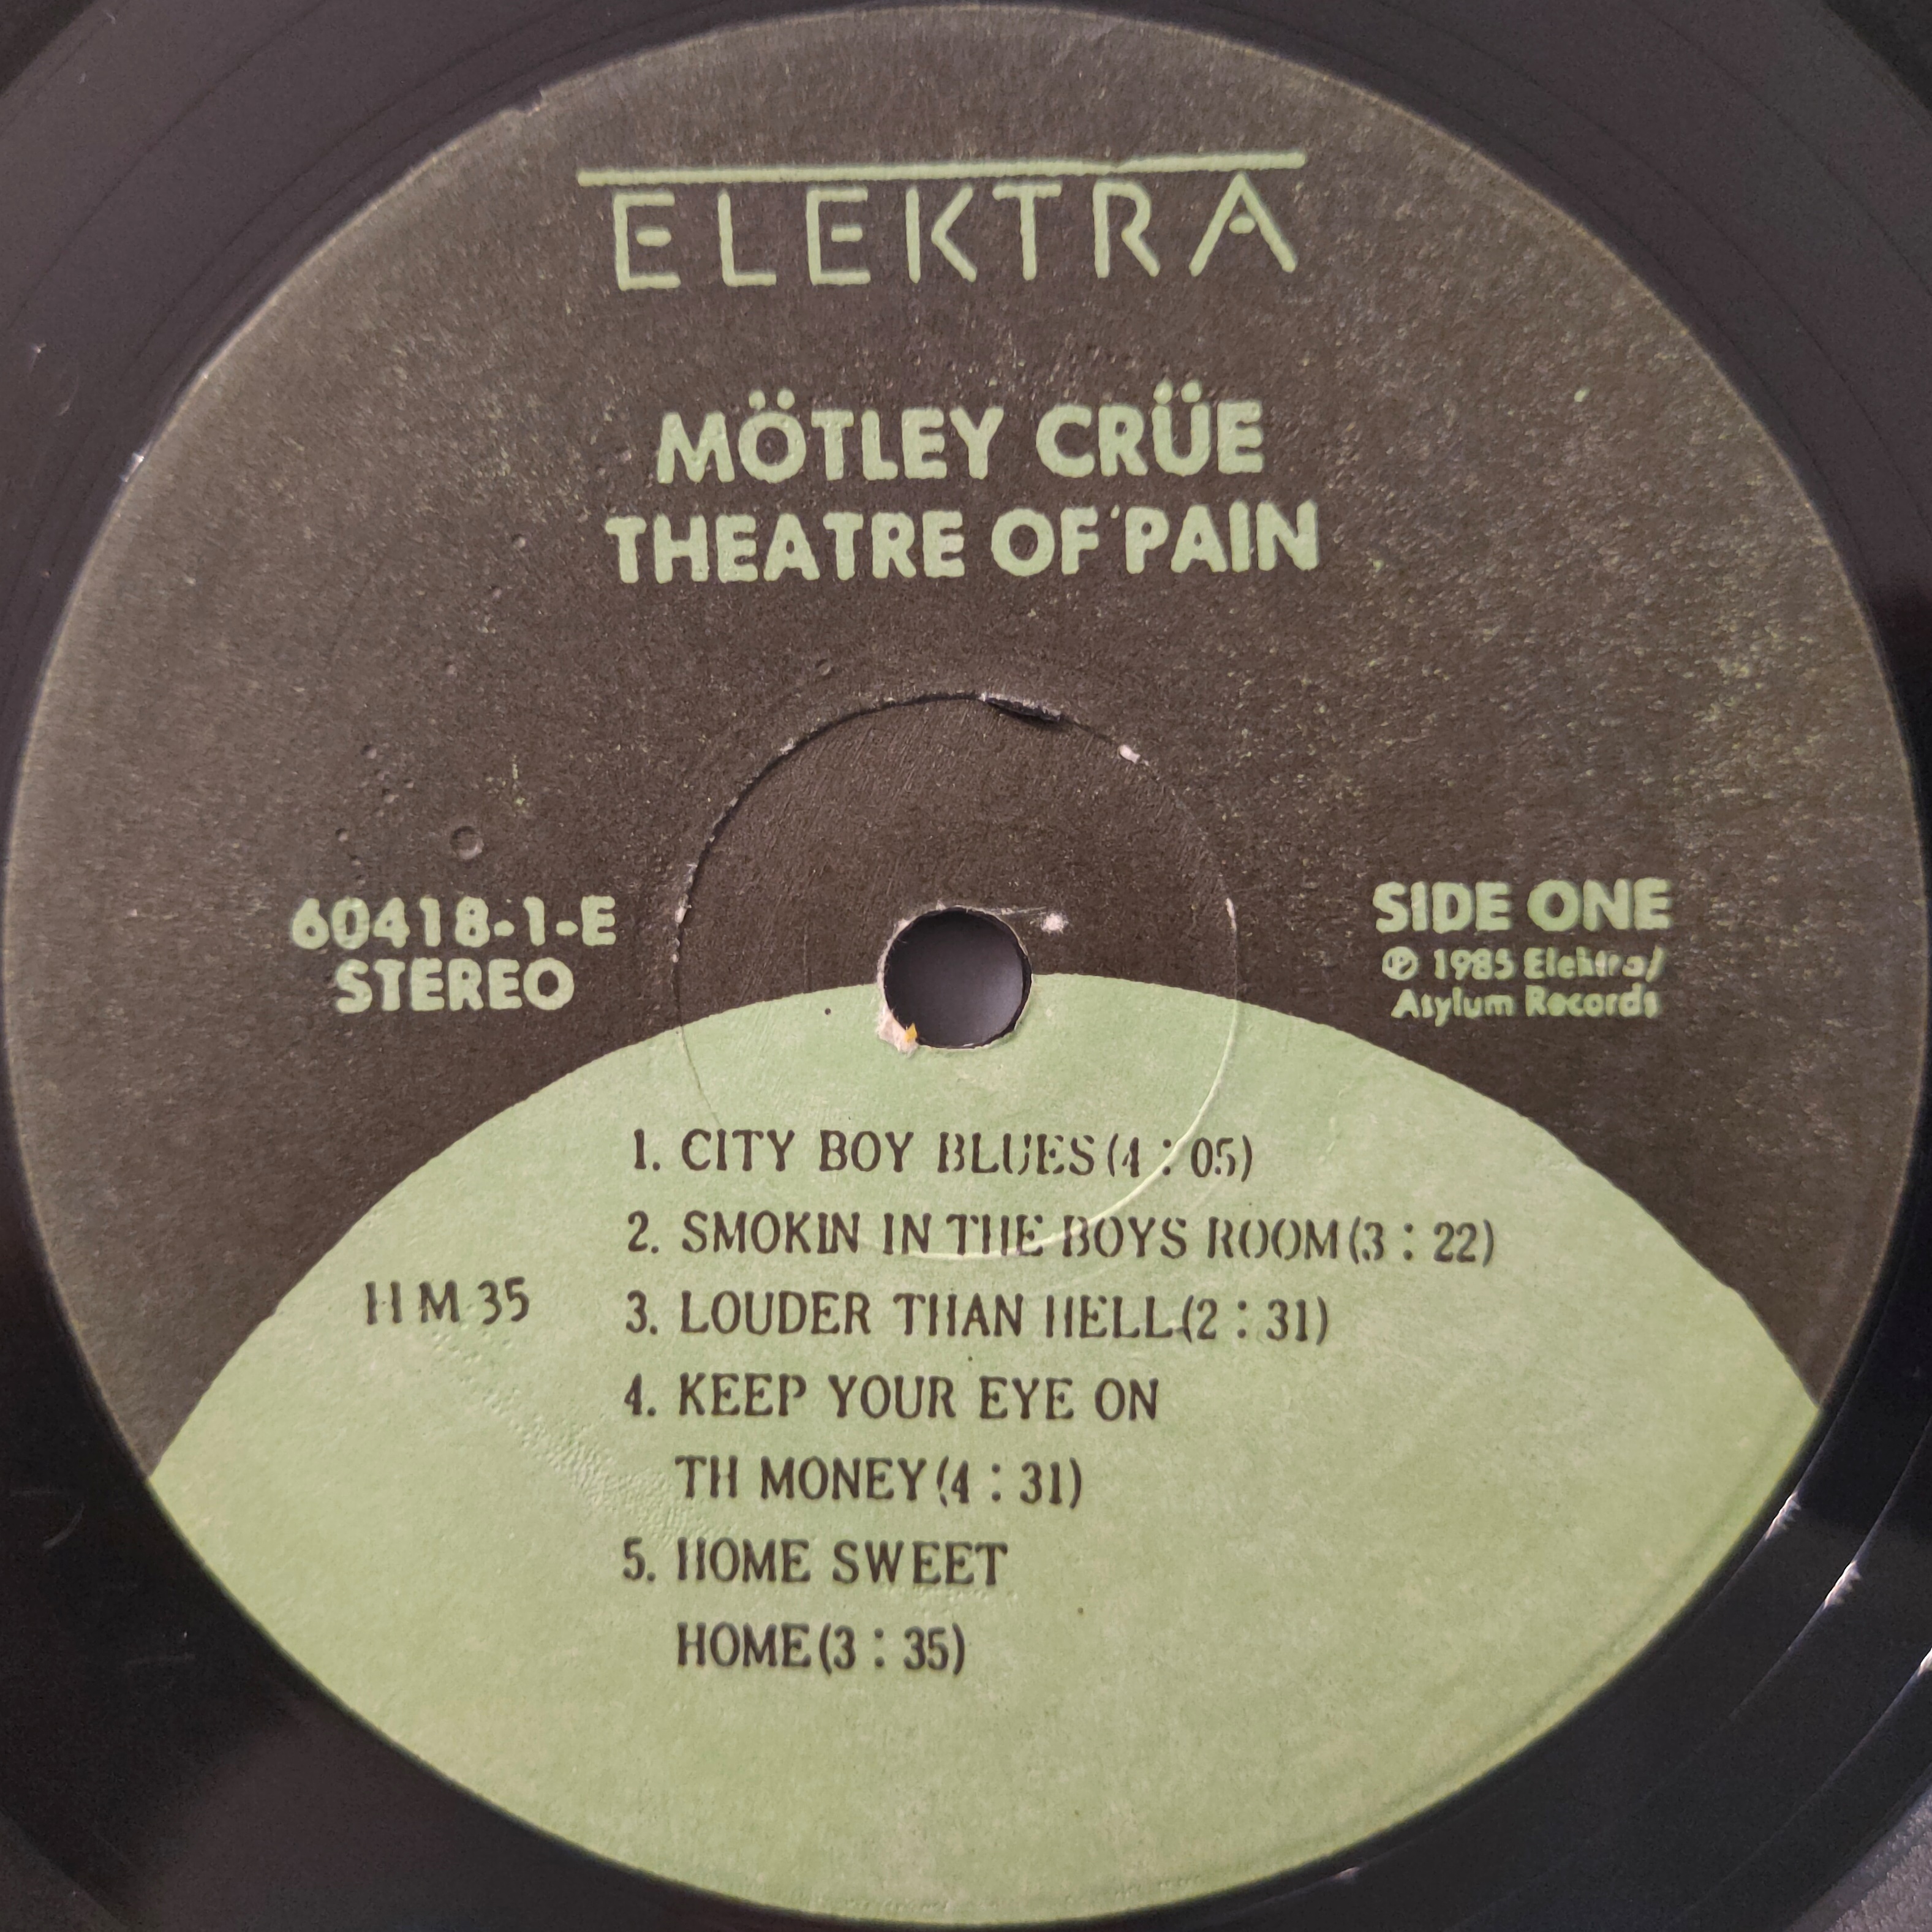 ELEKTRA
MÖTLEY CRÜE
THEATRE OF PAIN
60418-1-E
STEREO
SIDE ONE
℗ 1985 Elektra/
Asylum Records
1. CITY BOY BLUES(4 : 05)
2. SMOKIN IN THE BOYS ROOM(3 : 22)
HM 35
3. LOUDER THAN HELL(2 : 31)
4. KEEP YOUR EYE ON
TH MONEY(4 : 31)
5. HOME SWEET
HOME(3 : 35)